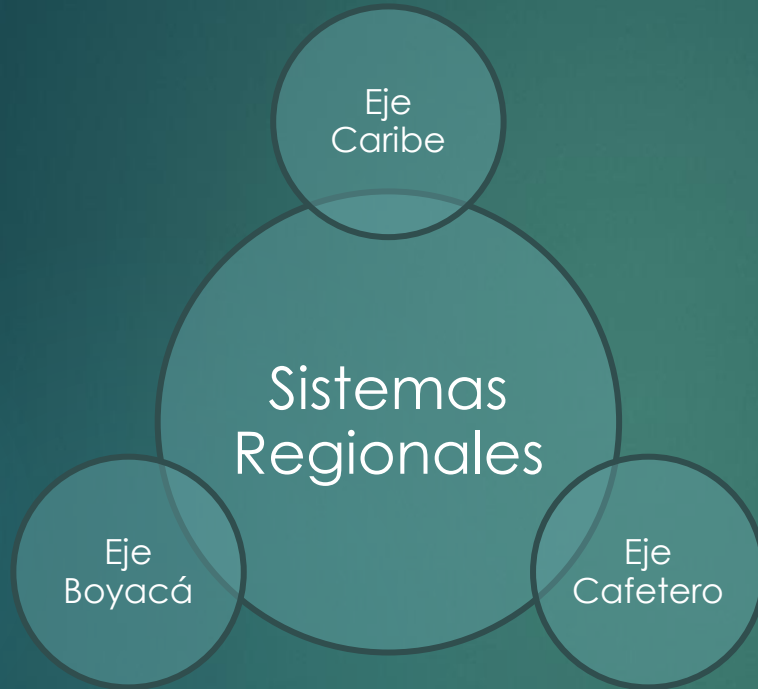 Eje
Caribe
Sistemas
Regionales
Eje
Boyacá
Eje
Cafetero